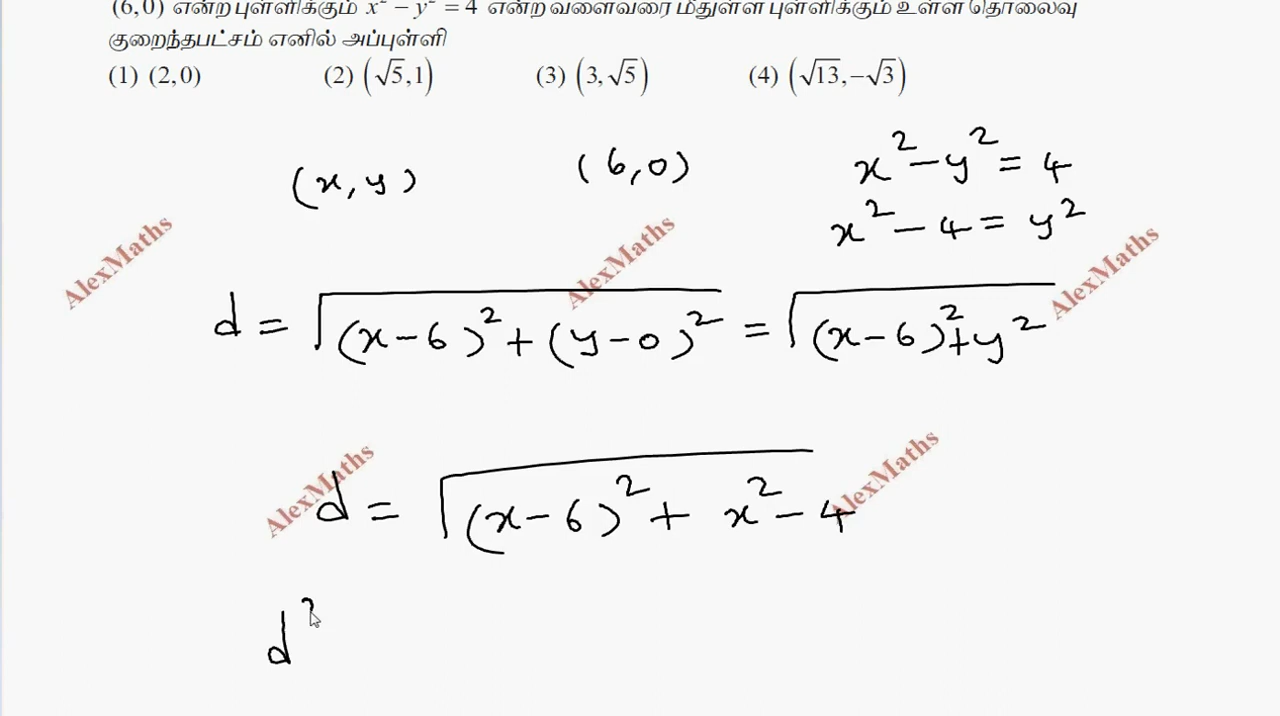 (6,0) என்ற புள்ளிக்கும் x² − y² = 4 என்ற வளைவரை மீதுள்ள புள்ளிக்கும் உள்ள தொலைவு
குறைந்தபட்சம் எனில் அப்புள்ளி
(1) (2,0) (2) (√5,1) (3) (3,√5) (4) (√13,−√3)
(x, y) (6,0) x² − y² = 4
x² − 4 = y²
AlexMaths AlexMaths AlexMaths
d = √((x−6)² + (y−0)²) = √((x−6)² + y²)
AlexMaths AlexMaths
d = √((x−6)² + x² − 4
d²